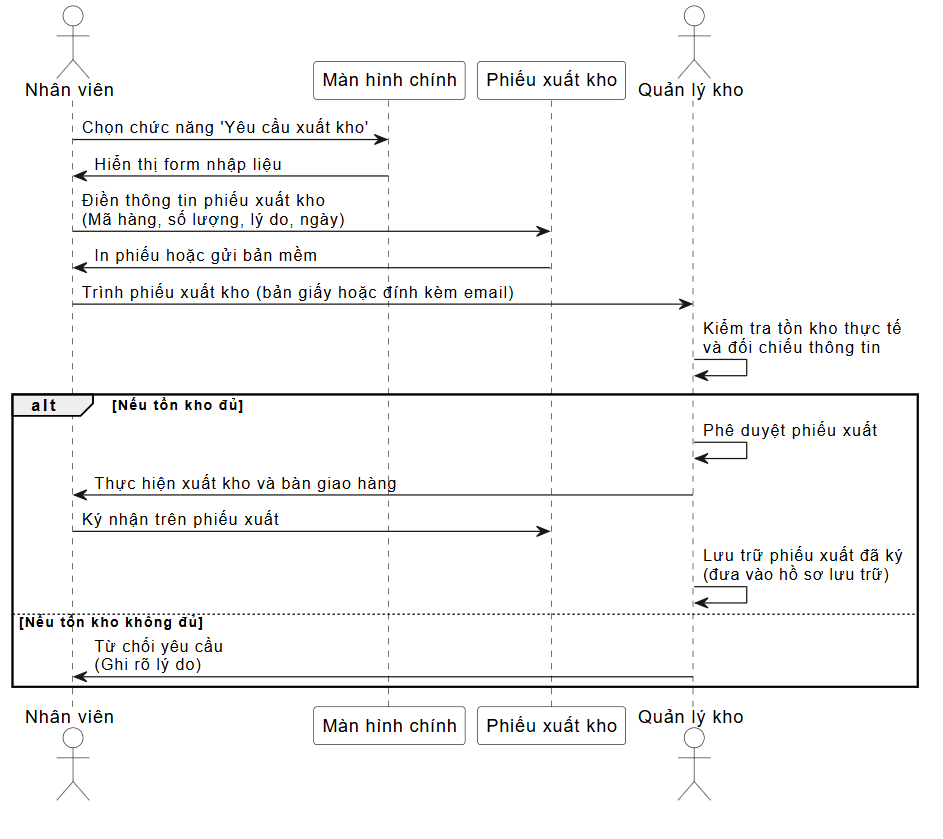 Nhân viên
Màn hình chính
Phiếu xuất kho
Quản lý kho
Chọn chức năng 'Yêu cầu xuất kho'
Hiển thị form nhập liệu
Điền thông tin phiếu xuất kho
(Mã hàng, số lượng, lý do, ngày)
In phiếu hoặc gửi bản mềm
Trình phiếu xuất kho (bản giấy hoặc đính kèm email)
Kiểm tra tồn kho thực tế
và đối chiếu thông tin
alt
[Nếu tồn kho đủ]
Phê duyệt phiếu xuất
Thực hiện xuất kho và bàn giao hàng
Ký nhận trên phiếu xuất
Lưu trữ phiếu xuất đã ký
(đưa vào hồ sơ lưu trữ)
[Nếu tồn kho không đủ]
Từ chối yêu cầu
(Ghi rõ lý do)
Nhân viên
Màn hình chính
Phiếu xuất kho
Quản lý kho